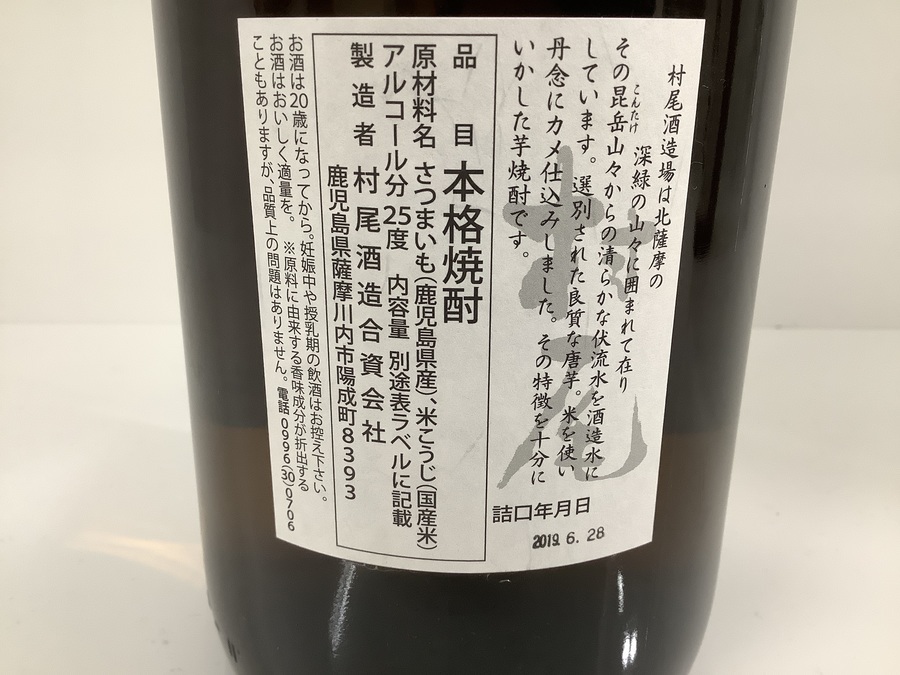 村尾酒造場は北薩摩の
深緑の山々に囲まれて在り
その昆岳山々からの清らかな伏流水を酒造水に
こんたけ
しています。選別された良質な唐芋。米を使い
丹念にカメ仕込みしました。その特徴を十分に
いかした芋焼酎です。
村尾
詰口年月日
2019. 6. 28
品目 本格焼酎
原材料名 さつまいも(鹿児島県産)、米こうじ(国産米)
アルコール分 25度 内容量 別途表ラベルに記載
製造者 村尾酒造合資会社
鹿児島県薩摩川内市陽成町8393
お酒は20歳になってから。妊娠中や授乳期の飲酒はお控え下さい。
お酒はおいしく適量を。 ※原料に由来する香味成分が折出する
こともありますが、品質上の問題はありません。 電話 0996(30)0706